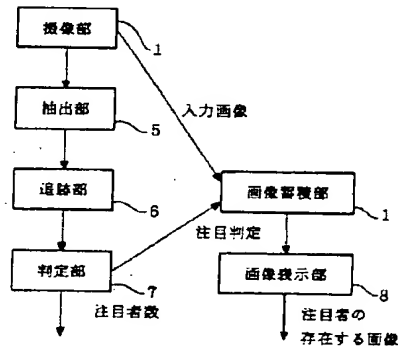 撮像部
1
入力画像
抽出部
5
追跡部
6
画像蓄積部
1
注目判定
判定部
7
画像表示部
8
注目者数
注目者の
存在する画像